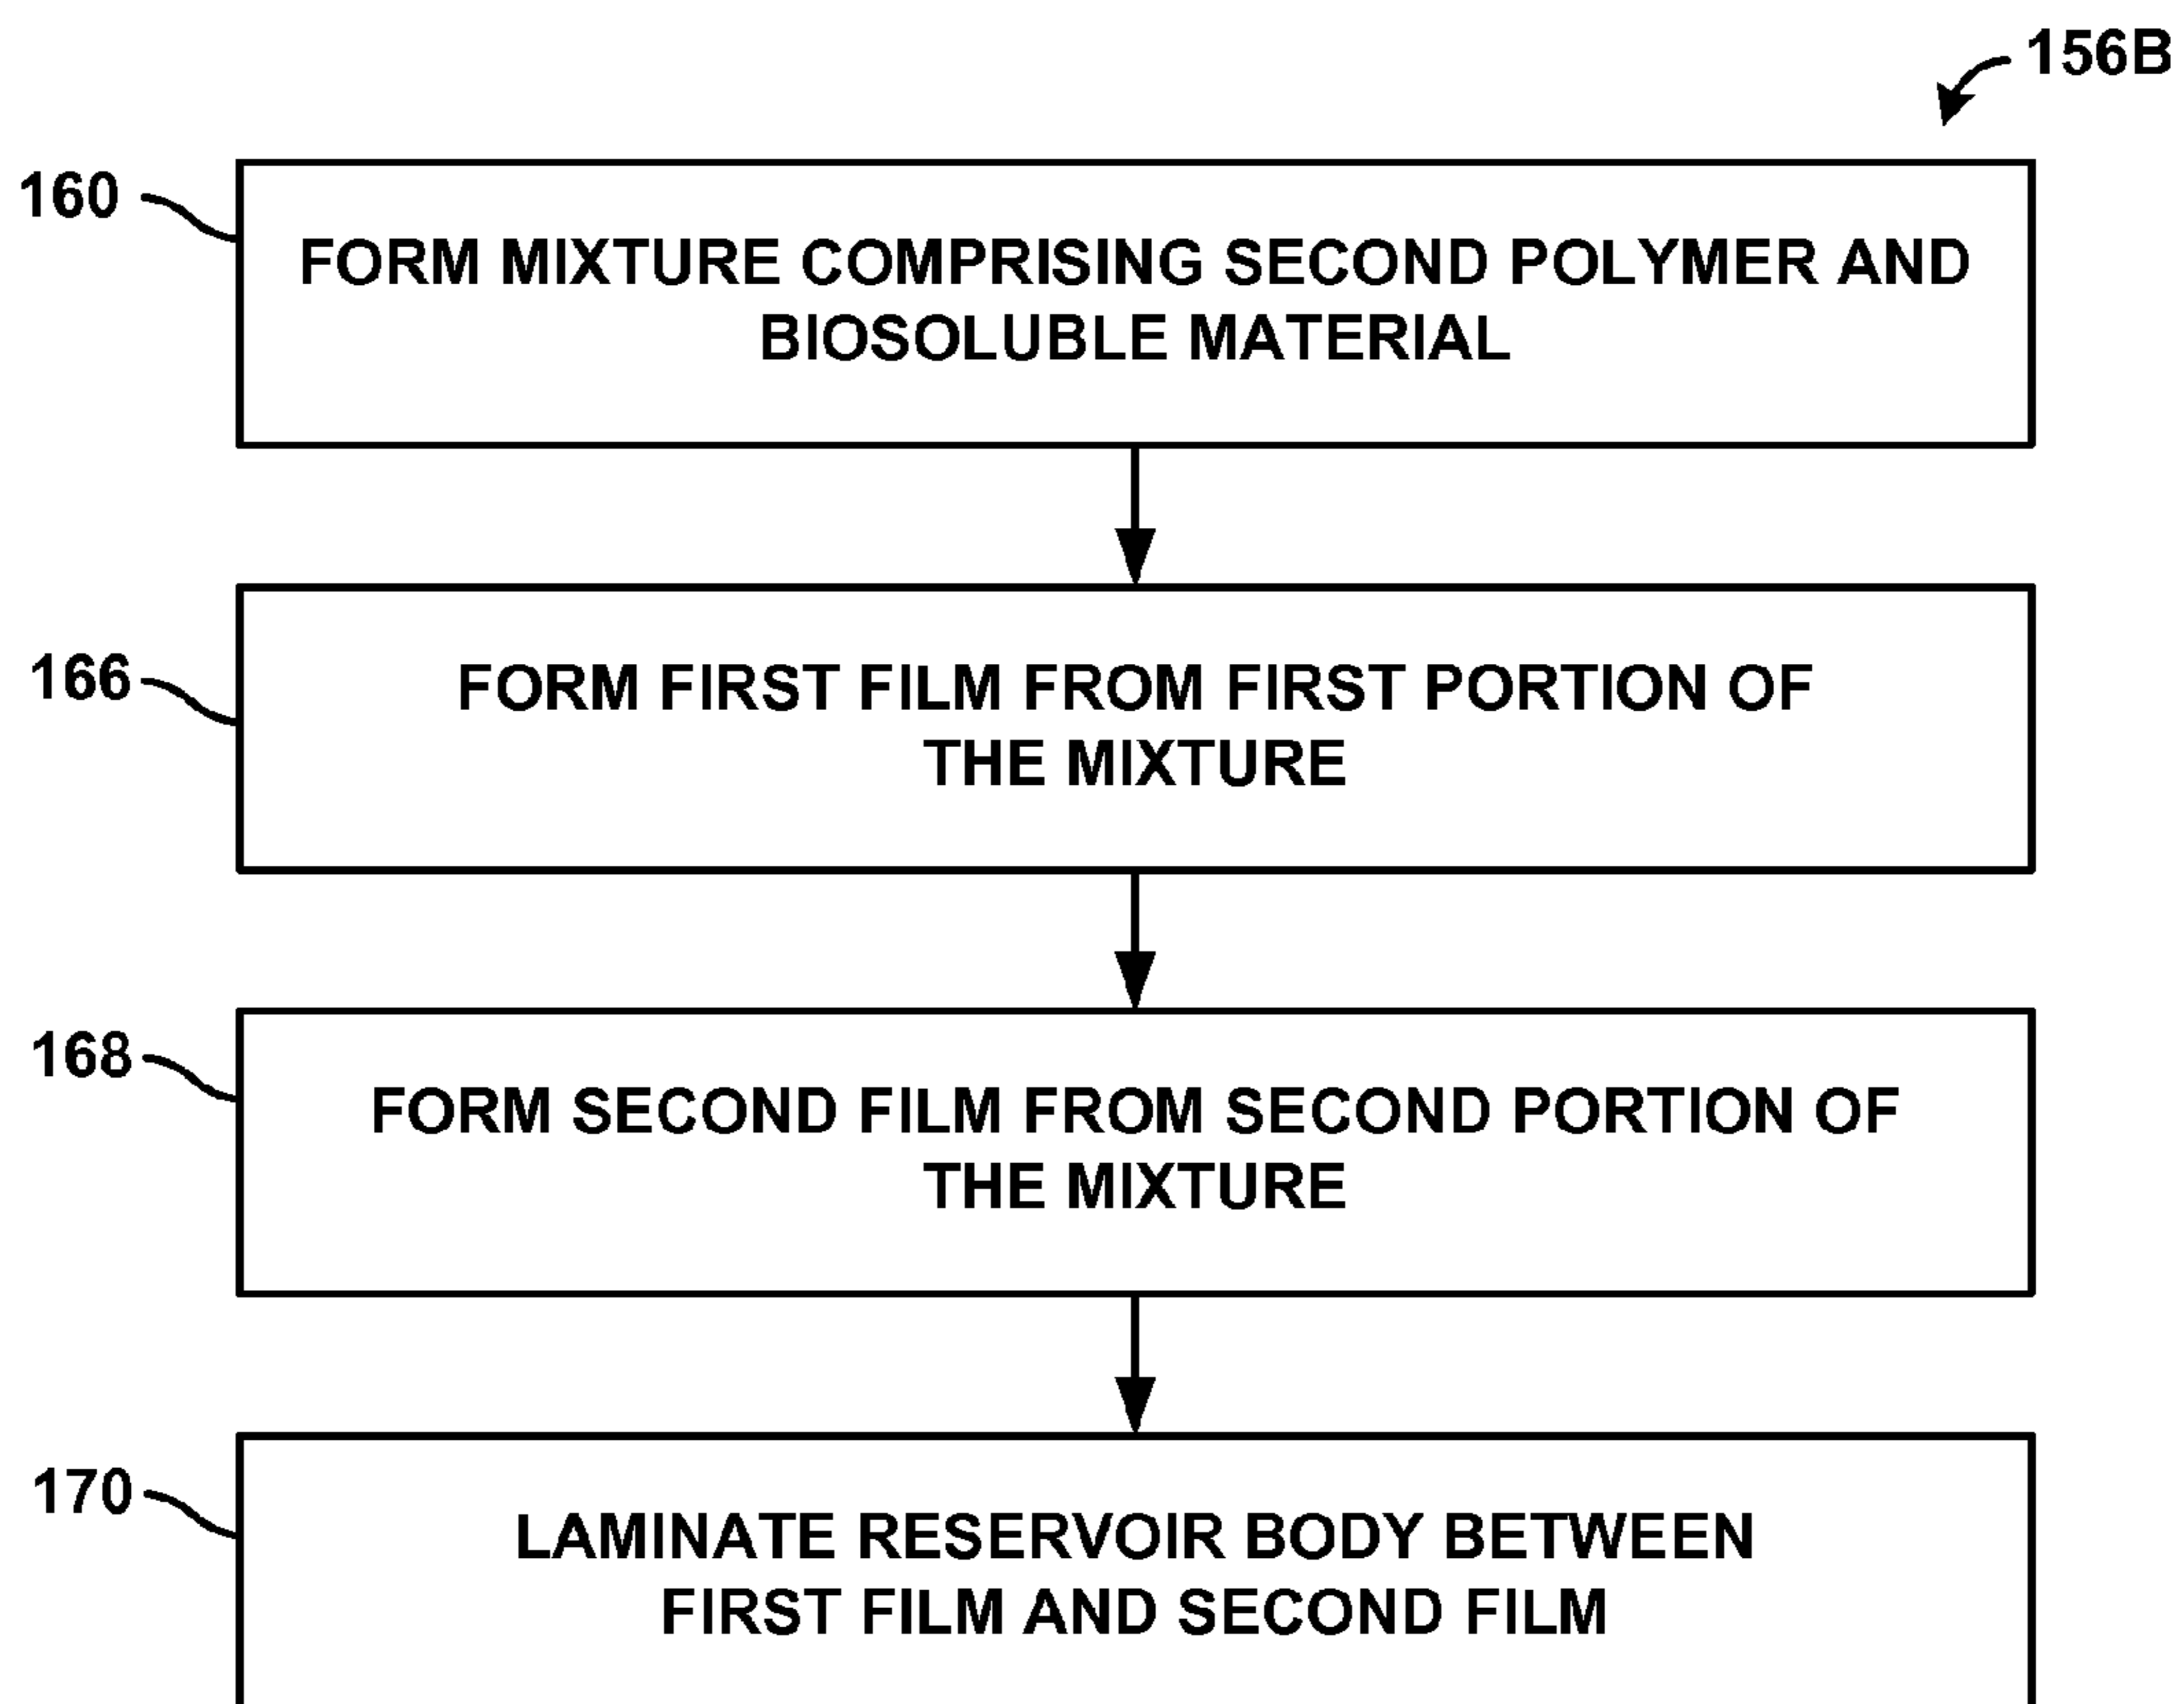 156B
160
FORM MIXTURE COMPRISING SECOND POLYMER AND
BIOSOLUBLE MATERIAL
166
FORM FIRST FILM FROM FIRST PORTION OF
THE MIXTURE
168
FORM SECOND FILM FROM SECOND PORTION OF
THE MIXTURE
170
LAMINATE RESERVOIR BODY BETWEEN
FIRST FILM AND SECOND FILM